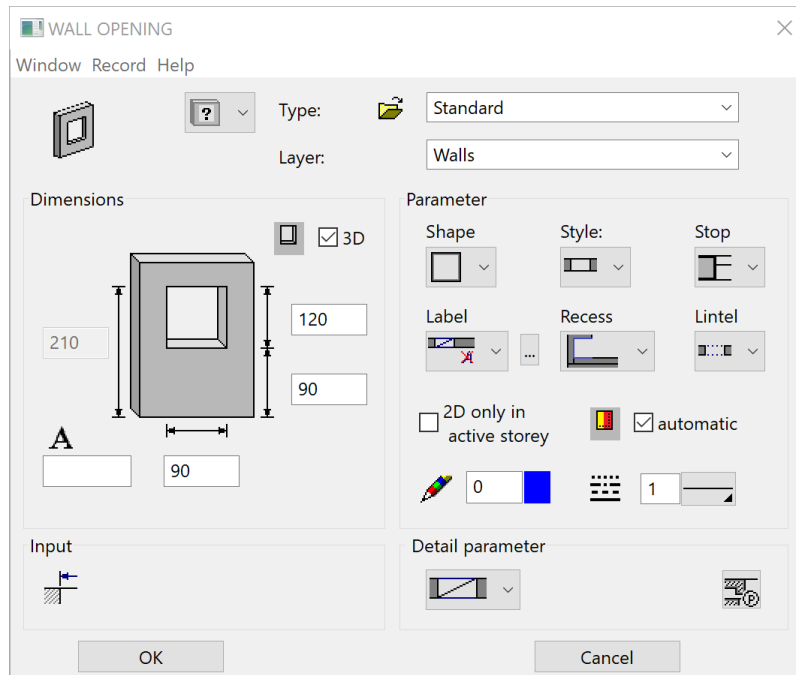 WALL OPENING
Window Record Help
?
Type:
Standard
Layer:
Walls
Dimensions
3D
210
120
90
A
90
Parameter
Shape
Style:
Stop
Label
Recess
Lintel
A
...
2D only in
active storey
automatic
0
1
Input
Detail parameter
P
OK
Cancel